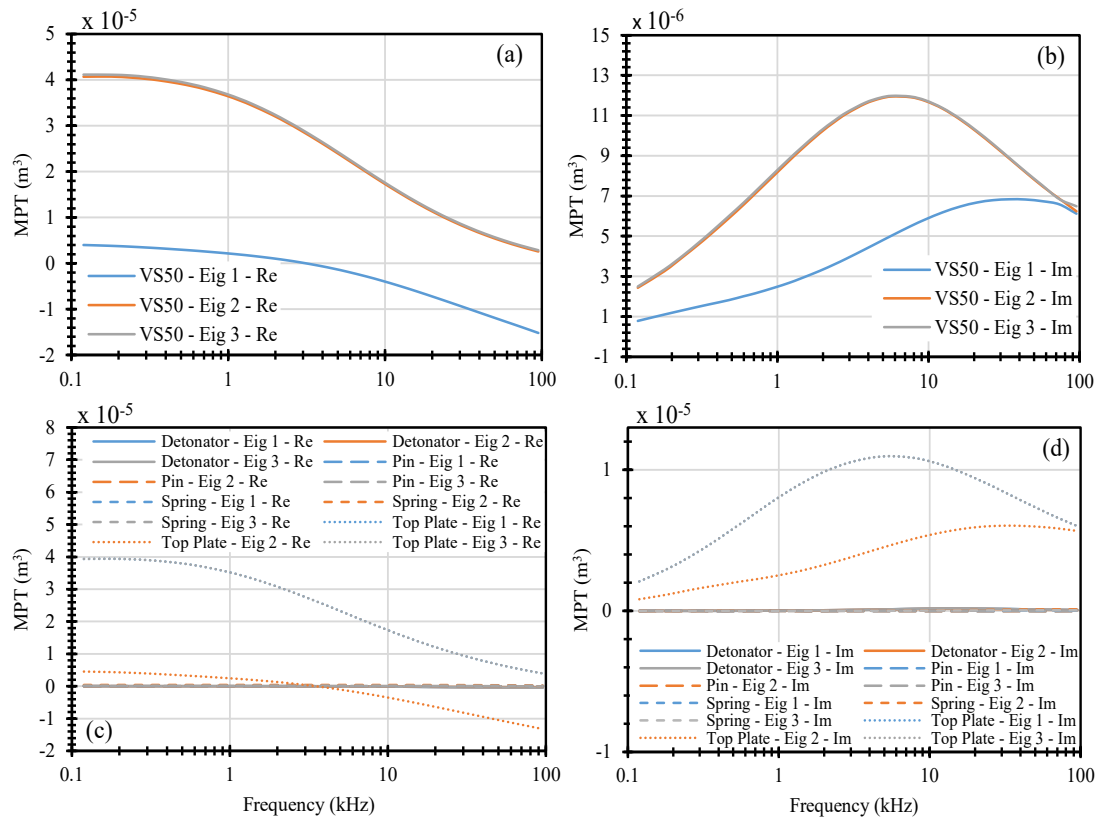 x 10⁻⁵
(a)
5
4
3
2
1
0
-1
-2
MPT (m³)
VS50 - Eig 1 - Re
VS50 - Eig 2 - Re
VS50 - Eig 3 - Re
0.1 1 10 100
x 10⁻⁶
(b)
15
13
11
9
7
5
3
1
-1
MPT (m³)
VS50 - Eig 1 - Im
VS50 - Eig 2 - Im
VS50 - Eig 3 - Im
0.1 1 10 100
x 10⁻⁵
8
7
6
5
4
3
2
1
0
-1
-2
MPT (m³)
Detonator - Eig 1 - Re Detonator - Eig 2 - Re
Detonator - Eig 3 - Re Pin - Eig 1 - Re
Pin - Eig 2 - Re Pin - Eig 3 - Re
Spring - Eig 1 - Re Spring - Eig 2 - Re
Spring - Eig 3 - Re Top Plate - Eig 1 - Re
Top Plate - Eig 2 - Re Top Plate - Eig 3 - Re
(c)
0.1 1 10 100
Frequency (kHz)
x 10⁻⁵
(d)
1
0
-1
MPT (m³)
Detonator - Eig 1 - Im Detonator - Eig 2 - Im
Detonator - Eig 3 - Im Pin - Eig 1 - Im
Pin - Eig 2 - Im Pin - Eig 3 - Im
Spring - Eig 1 - Im Spring - Eig 2 - Im
Spring - Eig 3 - Im Top Plate - Eig 1 - Im
Top Plate - Eig 2 - Im Top Plate - Eig 3 - Im
0.1 1 10 100
Frequency (kHz)